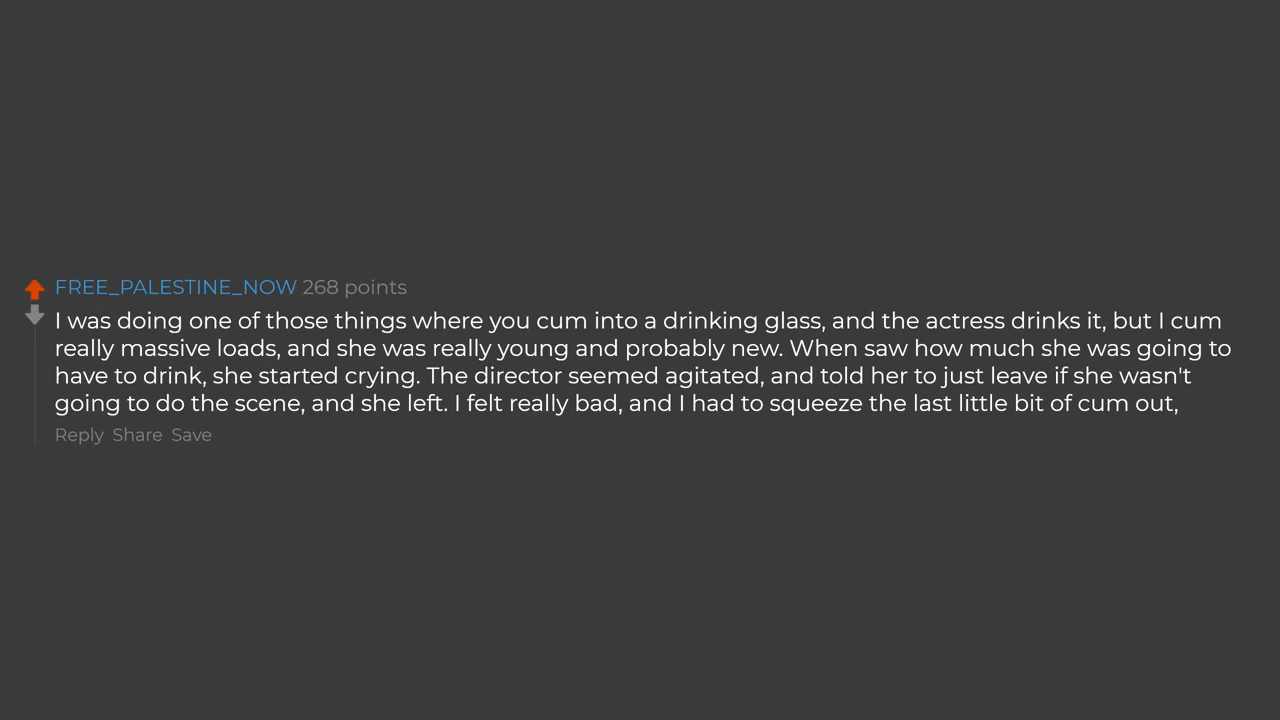 FREE_PALESTINE_NOW 268 points
I was doing one of those things where you cum into a drinking glass, and the actress drinks it, but I cum
really massive loads, and she was really young and probably new. When saw how much she was going to
have to drink, she started crying. The director seemed agitated, and told her to just leave if she wasn't
going to do the scene, and she left. I felt really bad, and I had to squeeze the last little bit of cum out,
Reply Share Save